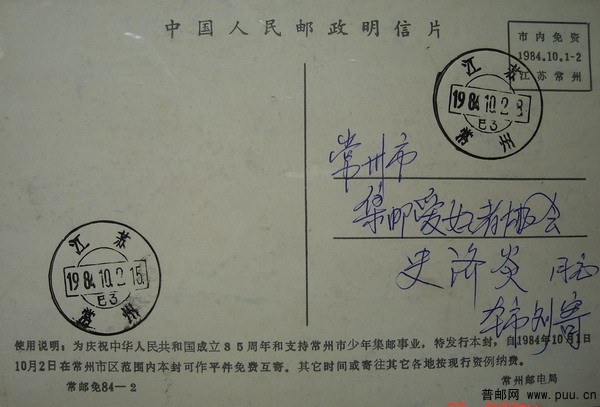 中国人民邮政明信片
市内免资
1984.10.1-2
江苏常州
江苏
1984.10.2.8
E3
常州
常州市
集邮爱好者协会
史济炎 同志
本市刘寄
江苏
1984.10.2.15
E3
常州
使用说明:为庆祝中华人民共和国成立35周年和支持常州市少年集邮事业,特发行本封,自1984年10月1日
10月2日在常州市区范围内本封可作平件免费互寄。其它时间或寄往其它各地按现行资例纳费。
常邮免84—2
常州邮电局
普邮网 www.puu.cn